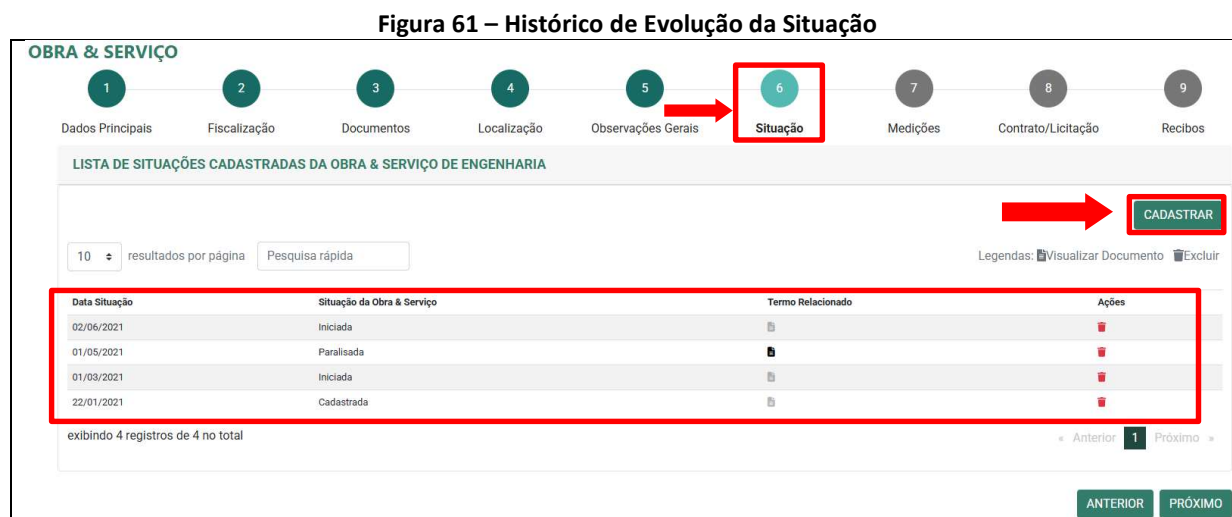 Figura 61 – Histórico de Evolução da Situação
OBRA & SERVIÇO
1 2 3 4 5 6 7 8 9
Dados Principais Fiscalização Documentos Localização Observações Gerais Situação Medições Contrato/Licitação Recibos
LISTA DE SITUAÇÕES CADASTRADAS DA OBRA & SERVIÇO DE ENGENHARIA
CADASTRAR
10 resultados por página Pesquisa rápida Legendas: Visualizar Documento Excluir
Data Situação Situação da Obra & Serviço Termo Relacionado Ações
02/06/2021 Iniciada
01/05/2021 Paralisada
01/03/2021 Iniciada
22/01/2021 Cadastrada
exibindo 4 registros de 4 no total « Anterior 1 Próximo »
ANTERIOR PRÓXIMO